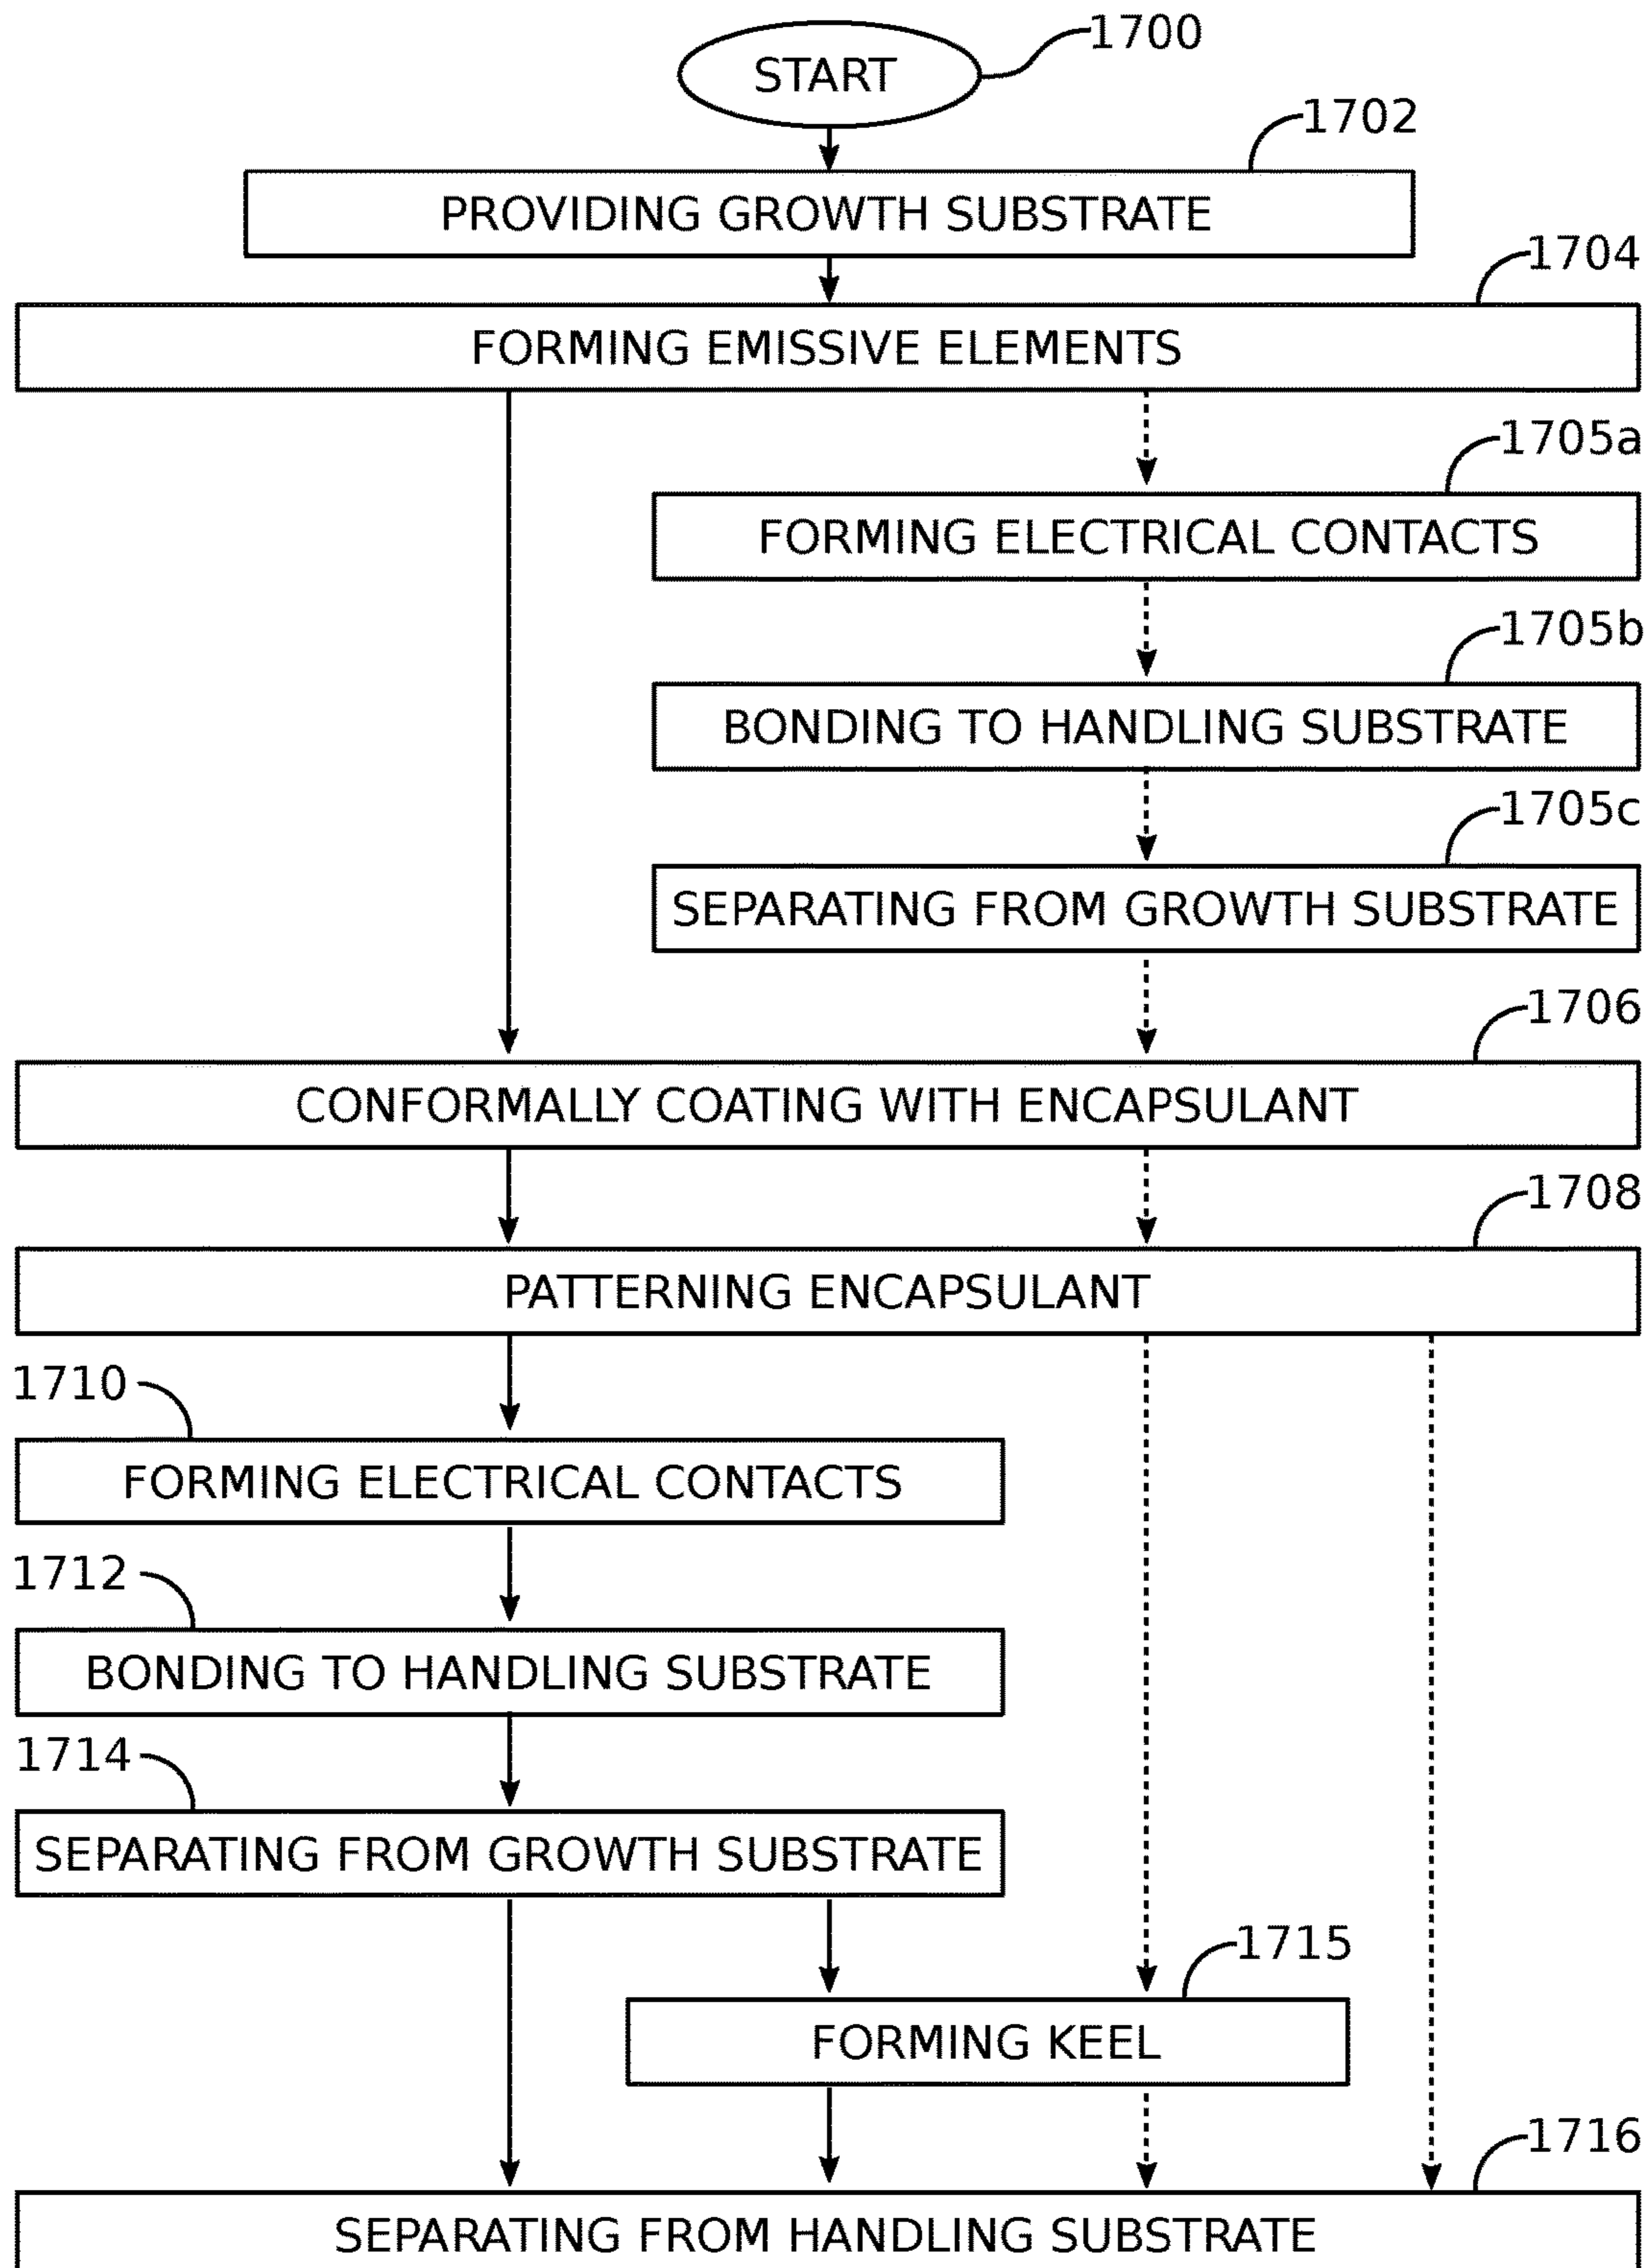 1700
START
1702
PROVIDING GROWTH SUBSTRATE
1704
FORMING EMISSIVE ELEMENTS
1705a
FORMING ELECTRICAL CONTACTS
1705b
BONDING TO HANDLING SUBSTRATE
1705c
SEPARATING FROM GROWTH SUBSTRATE
1706
CONFORMALLY COATING WITH ENCAPSULANT
1708
PATTERNING ENCAPSULANT
1710
FORMING ELECTRICAL CONTACTS
1712
BONDING TO HANDLING SUBSTRATE
1714
SEPARATING FROM GROWTH SUBSTRATE
1715
FORMING KEEL
1716
SEPARATING FROM HANDLING SUBSTRATE